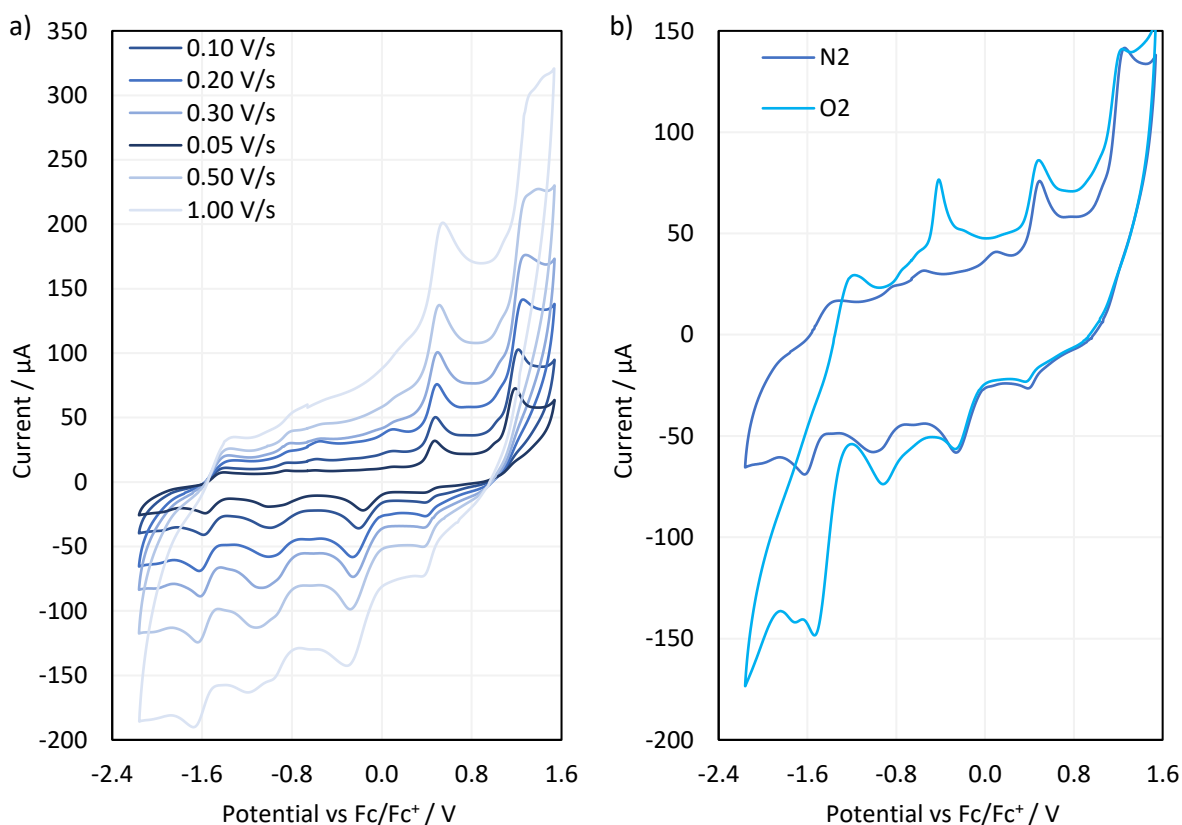 a)
350
300
250
200
150
100
50
0
-50
-100
-150
-200
Current / µA
0.10 V/s
0.20 V/s
0.30 V/s
0.05 V/s
0.50 V/s
1.00 V/s
-2.4 -1.6 -0.8 0.0 0.8 1.6
Potential vs Fc/Fc⁺ / V
b)
150
100
50
0
-50
-100
-150
-200
Current / µA
N2
O2
-2.4 -1.6 -0.8 0.0 0.8 1.6
Potential vs Fc/Fc⁺ / V